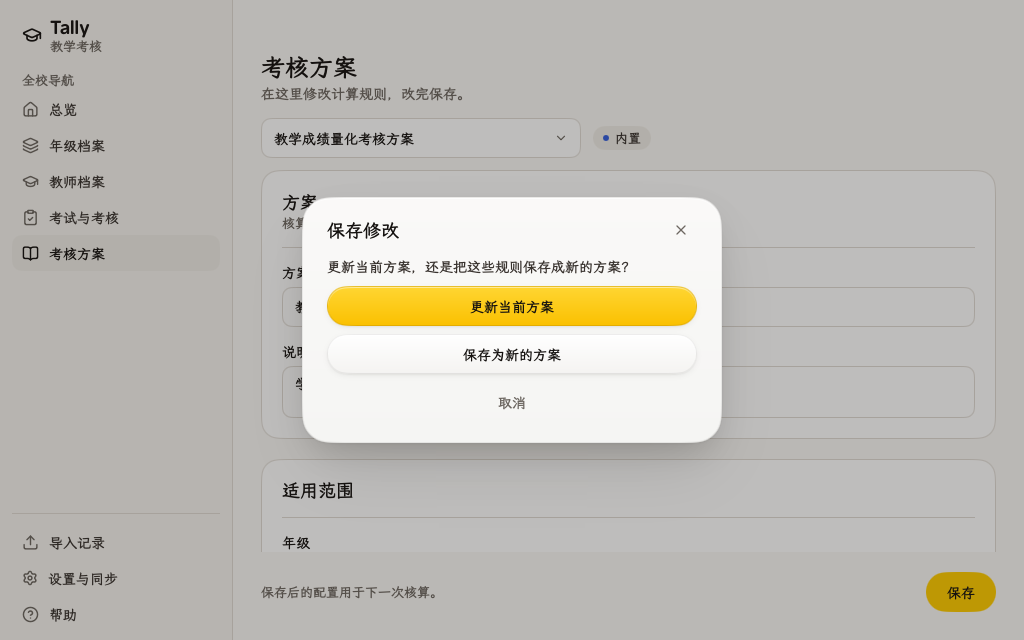 Tally
教学考核
全校导航
总览
年级档案
教师档案
考试与考核
考核方案
导入记录
设置与同步
帮助
考核方案
在这里修改计算规则，改完保存。
教学成绩量化考核方案
内置
方案
核算
方案
说明
保存修改
更新当前方案，还是把这些规则保存成新的方案？
更新当前方案
保存为新的方案
取消
适用范围
年级
保存后的配置用于下一次核算。
保存